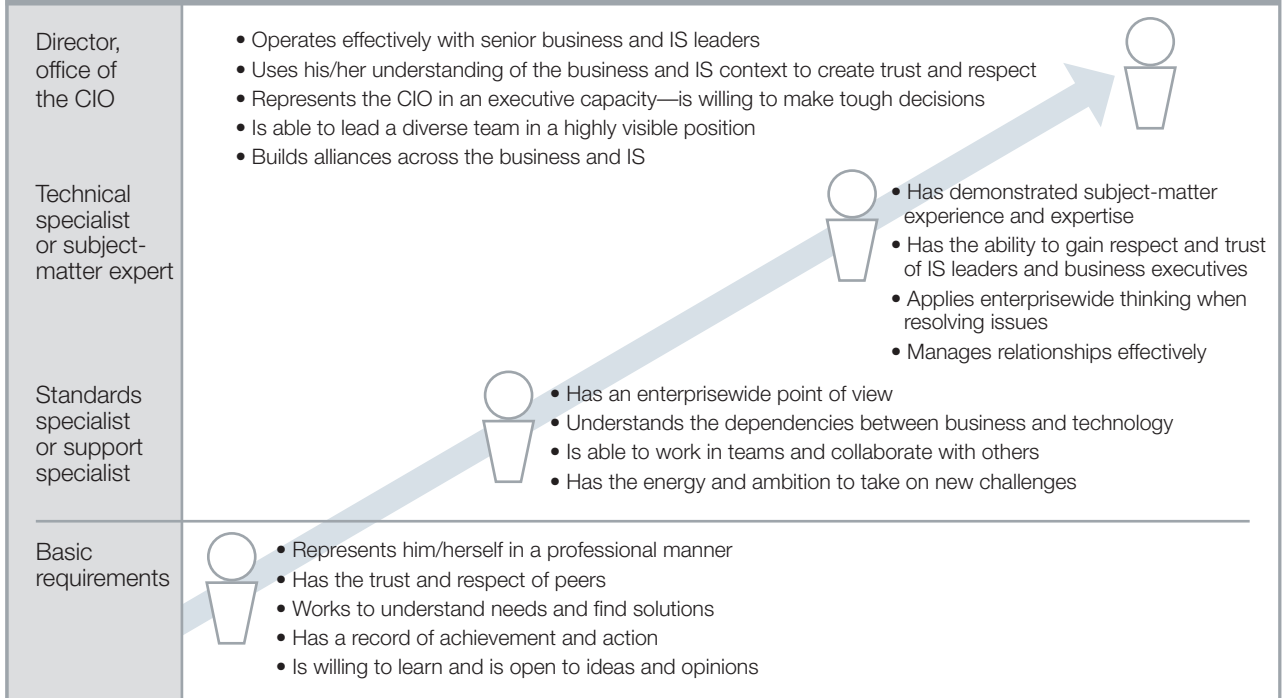 Director,
office of
the CIO
• Operates effectively with senior business and IS leaders
• Uses his/her understanding of the business and IS context to create trust and respect
• Represents the CIO in an executive capacity—is willing to make tough decisions
• Is able to lead a diverse team in a highly visible position
• Builds alliances across the business and IS
Technical
specialist
or subject-
matter expert
• Has demonstrated subject-matter
experience and expertise
• Has the ability to gain respect and trust
of IS leaders and business executives
• Applies enterprisewide thinking when
resolving issues
• Manages relationships effectively
Standards
specialist
or support
specialist
• Has an enterprisewide point of view
• Understands the dependencies between business and technology
• Is able to work in teams and collaborate with others
• Has the energy and ambition to take on new challenges
Basic
requirements
• Represents him/herself in a professional manner
• Has the trust and respect of peers
• Works to understand needs and find solutions
• Has a record of achievement and action
• Is willing to learn and is open to ideas and opinions